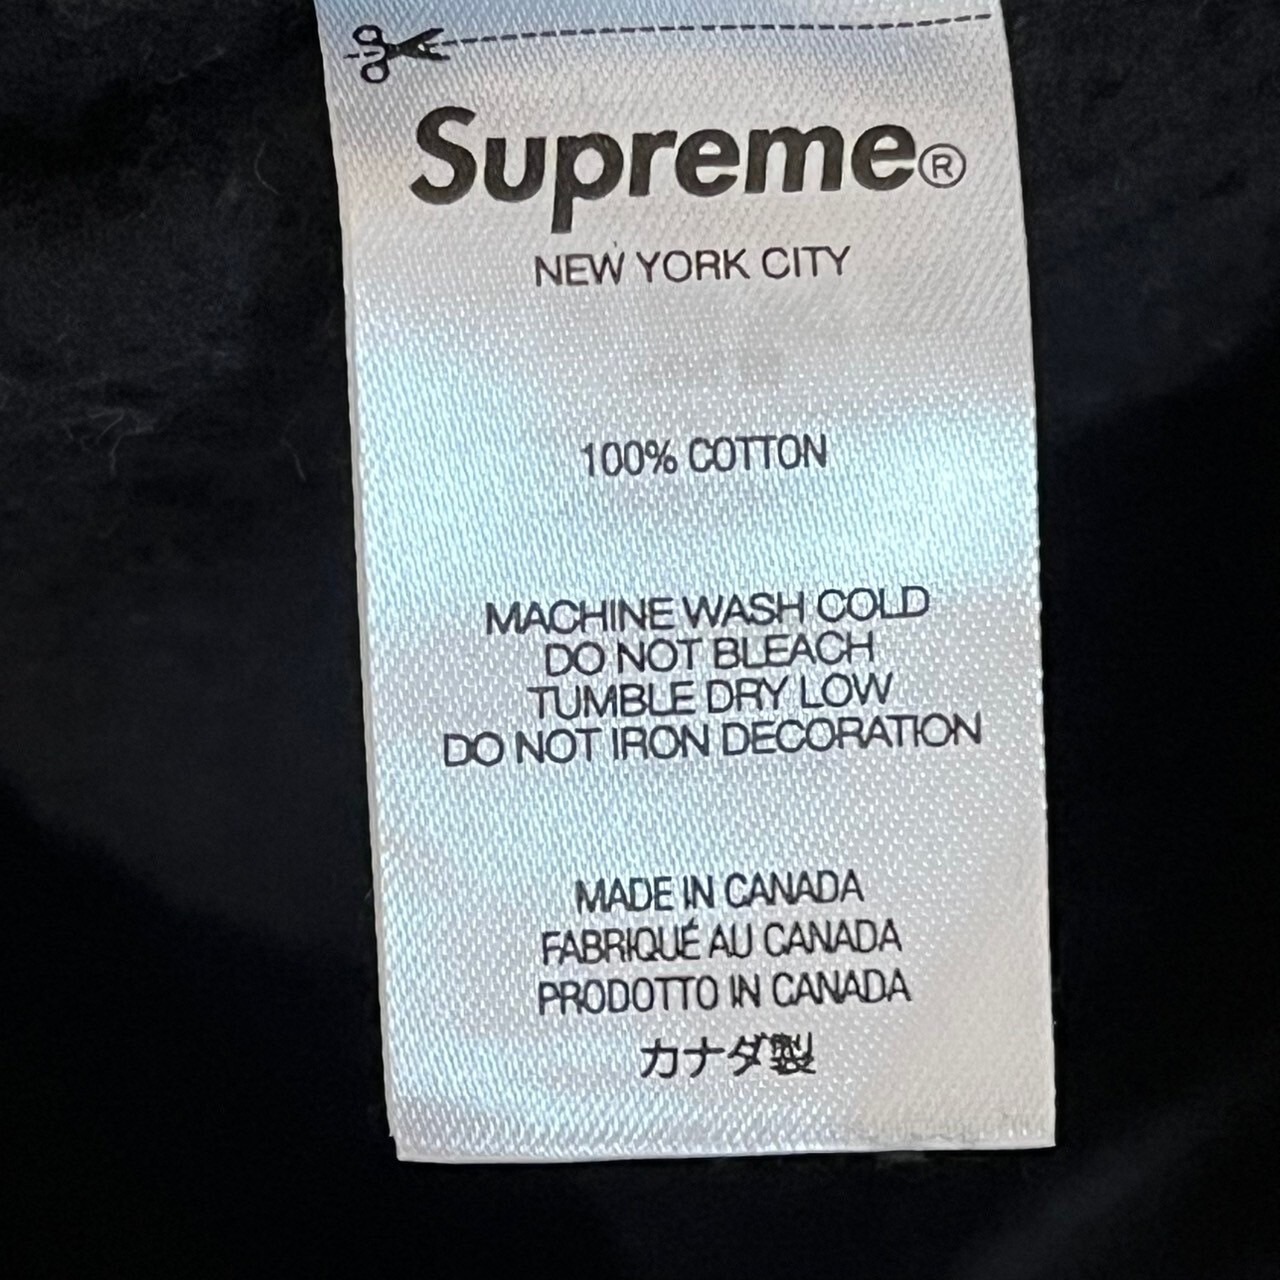 Supreme®
NEW YORK CITY
100% COTTON
MACHINE WASH COLD
DO NOT BLEACH
TUMBLE DRY LOW
DO NOT IRON DECORATION
MADE IN CANADA
FABRIQUÉ AU CANADA
PRODOTTO IN CANADA
カナダ製